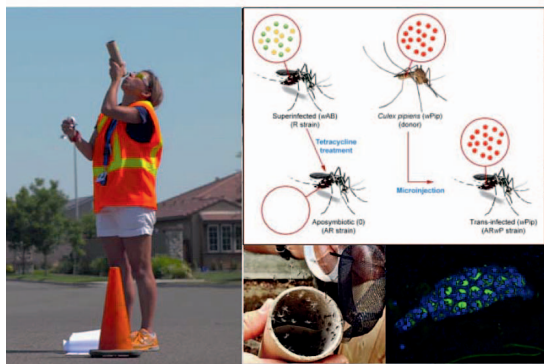 Superinfected (wAB)
(R strain)
Culex pipiens (wPip)
(donor)
Tetracycline
treatment
Microinjection
Aposymbiotic (0)
(AR strain)
Trans-infected (wPip)
(ARwP strain)